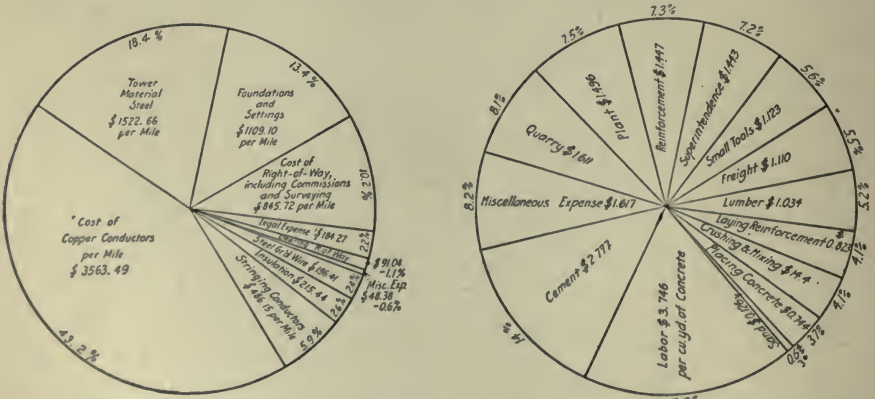 18.4 %
13.4%
10.2 %
2.2%
2.4%
2.6%
5.9%
43.2 %
Tower
Material
Steel
$ 1522.66
per Mile
Foundations
and
Settings
$ 1109.10
per Mile
Cost of
Right-of-Way,
including Commissions
and Surveying
$ 845.72 per Mile
Legal Expense $184.27
of Way
$91.04
-1.1%
Misc. Exp.
$48.38
-0.6%
Steel Gr'd Wire $196.41
Insulation $215.44
Stringing Conductors
$486.15 per Mile
*Cost of
Copper Conductors
per Mile
$ 3563.49
7.5%
7.3%
7.2%
5.6%
5.5%
5.2%
4.1%
4.1%
3.7%
0.6%
14%
8.2%
8.1%
Plant $1.496
Reinforcement $1.447
Superintendence $1.443
Small Tools $1.123
Freight $1.110
Lumber $1.034
Laying Reinforcement 0.825
Crushing & Mixing $14.4
Placing Concrete $0.744
Labor $3.746
per cu. yd. of Concrete
Cement $2.777
Miscellaneous Expense $1.617
Quarry $1.611